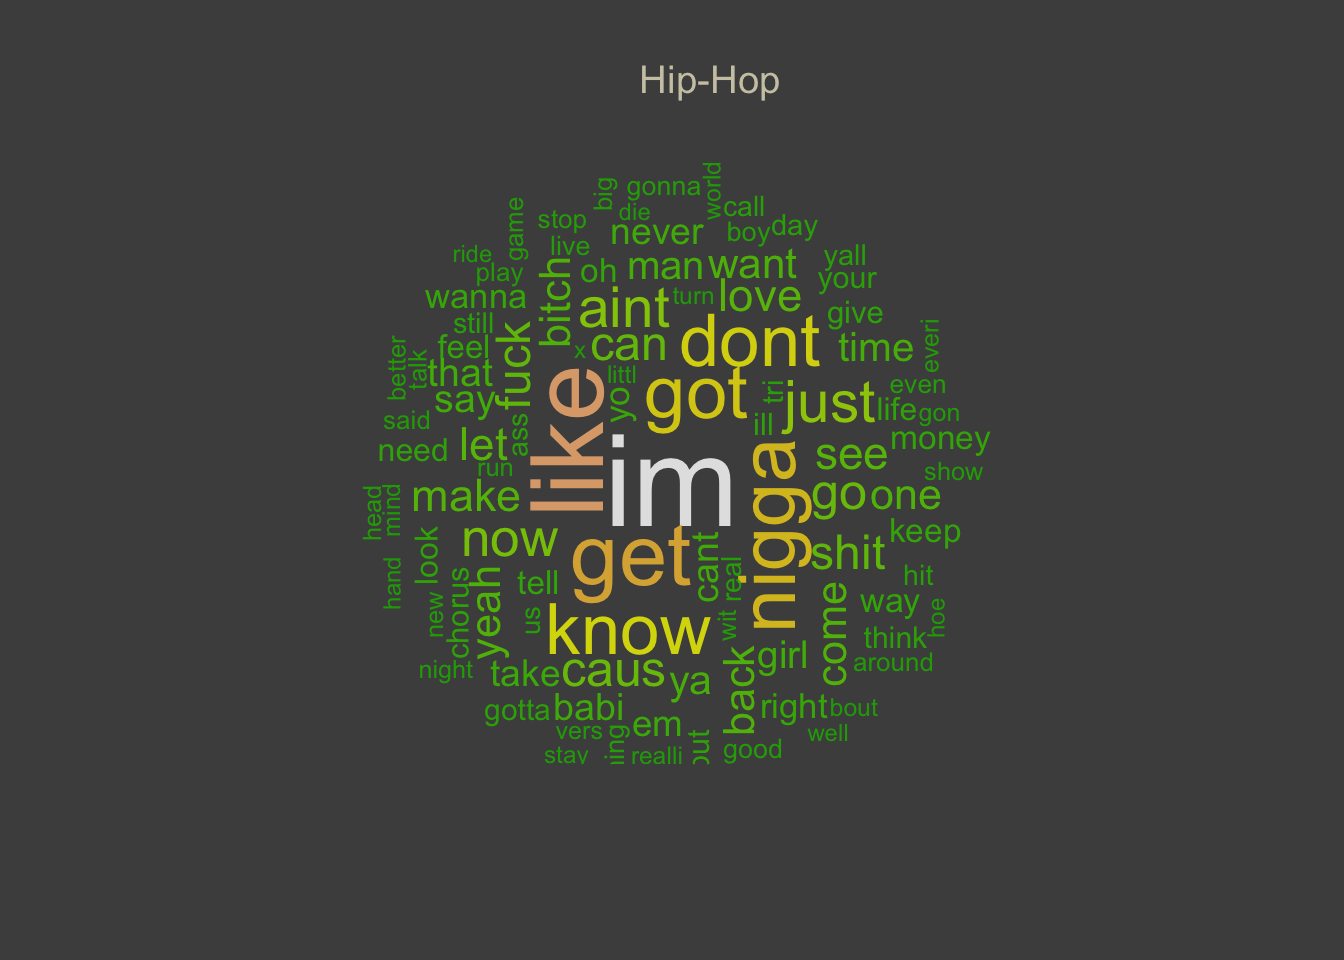 Hip-Hop
big
gonna
world
die
call
game
stop
never
boy
day
live
ride
play
bitch
oh
man
want
yall
your
wanna
aint
turn
love
give
still
fuck
x
can
dont
time
everi
feel
better
talk
that
like
littl
got
tri
just
even
say
yo
life
gon
said
ass
ill
money
need
let
run
im
nigga
see
show
head
mind
make
go
one
now
get
cant
shit
keep
look
hand
new
chorus
yeah
tell
us
real
hit
know
wit
come
way
hoe
think
night
take
caus
ya
back
girl
around
gotta
babi
em
right
bout
vers
well
realli
good